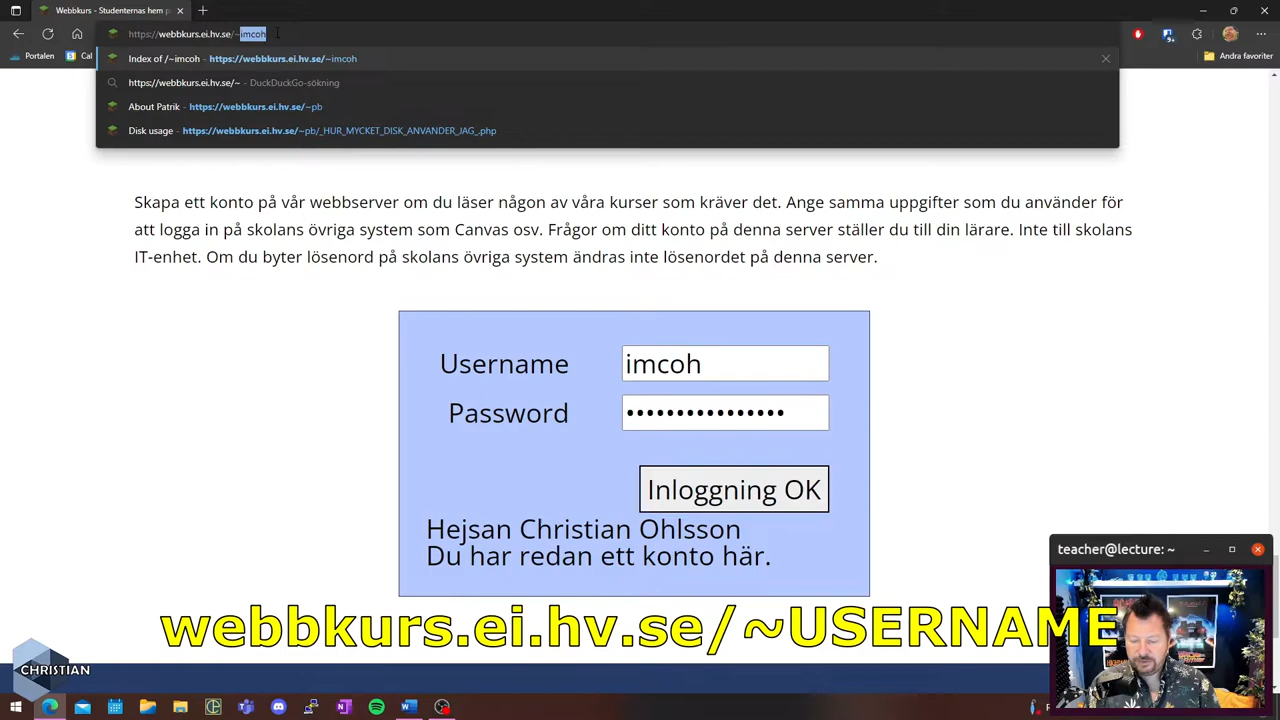 Webbkurs - Studenternas hem p
https://webbkurs.ei.hv.se/~imcoh
Index of /~imcoh - https://webbkurs.ei.hv.se/~imcoh
https://webbkurs.ei.hv.se/~ - DuckDuckGo-sökning
About Patrik - https://webbkurs.ei.hv.se/~pb
Disk usage - https://webbkurs.ei.hv.se/~pb/_HUR_MYCKET_DISK_ANVANDER_JAG_.php
Portalen
Cal
Andra favoriter
Skapa ett konto på vår webbserver om du läser någon av våra kurser som kräver det. Ange samma uppgifter som du använder för
att logga in på skolans övriga system som Canvas osv. Frågor om ditt konto på denna server ställer du till din lärare. Inte till skolans
IT-enhet. Om du byter lösenord på skolans övriga system ändras inte lösenordet på denna server.
Username
imcoh
Password
••••••••••••••••
Inloggning OK
Hejsan Christian Ohlsson
Du har redan ett konto här.
teacher@lecture: ~
webbkurs.ei.hv.se/~USERNAME
CHRISTIAN